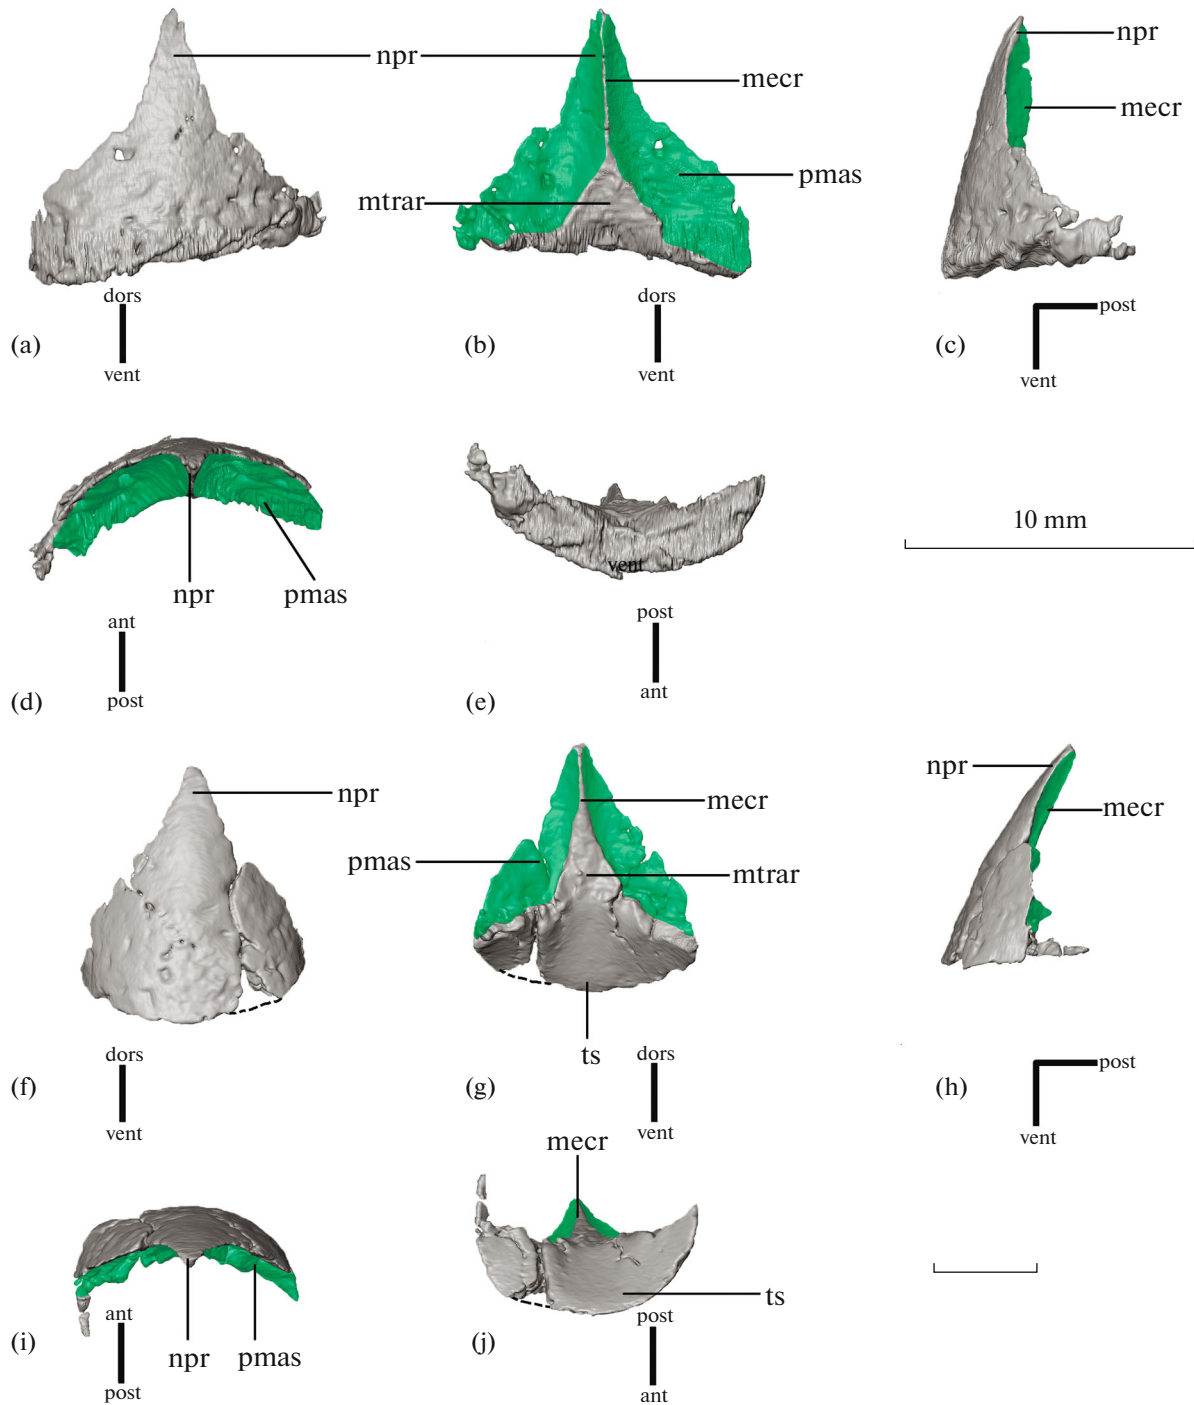 npr
mecr
pmas
mtrar
npr
mecr
dors
vent
(a)
dors
vent
(b)
post
vent
(c)
npr
pmas
ant
post
(d)
vent
post
ant
(e)
10 mm
npr
mecr
pmas
mtrar
ts
npr
mecr
dors
vent
(f)
dors
vent
(g)
post
vent
(h)
npr
pmas
ant
post
(i)
mecr
ts
post
ant
(j)